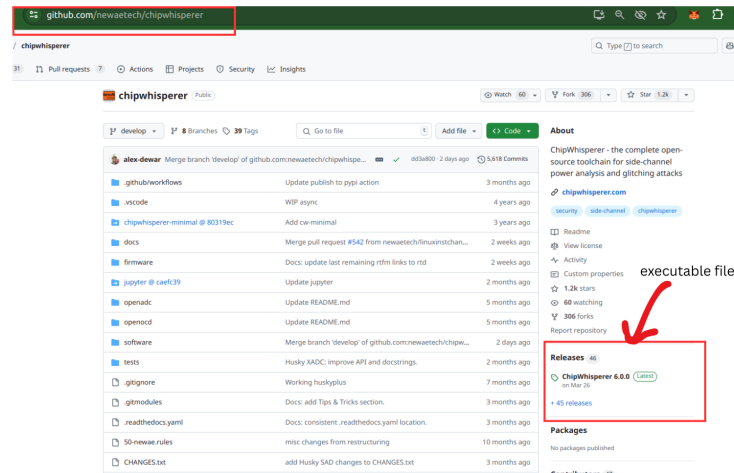 github.com/newaetech/chipwhisperer
/ chipwhisperer
Type / to search
31 Pull requests 7 Actions Projects Security Insights
chipwhisperer Public
Watch 60 Fork 306 Star 1.2k
develop 8 Branches 39 Tags Go to file t Add file Code
About
ChipWhisperer - the complete open-
source toolchain for side-channel
power analysis and glitching attacks
chipwhisperer.com
security side-channel chipwhisperer
Readme
View license
Activity
Custom properties
1.2k stars
60 watching
306 forks
Report repository
executable file
alex-dewar Merge branch 'develop' of github.com:newaetech/chipwhispe... dd3a800 · 2 days ago 5,618 Commits
.github/workflows Update publish to pypi action 3 months ago
.vscode WIP async 4 years ago
chipwhisperer-minimal @ 80319ec Add cw-minimal 3 years ago
docs Merge pull request #542 from newaetech/linuxinstchan... 2 weeks ago
firmware Docs: update last remaining rtfm links to rtd 2 weeks ago
jupyter @ caefc39 Update jupyter 2 months ago
openadc Update README.md 5 months ago
openocd Update README.md 5 months ago
software Merge branch 'develop' of github.com:newaetech/chipw... 2 days ago
tests Husky XADC: improve API and docstrings. 2 months ago
.gitignore Working huskyplus 7 months ago
.gitmodules Docs: add Tips & Tricks section. 3 months ago
.readthedocs.yaml Docs: consistent .readthedocs.yaml location. 3 months ago
50-newae.rules misc changes from restructuring 10 months ago
CHANGES.txt add Husky SAD changes to CHANGES.txt 3 months ago
Releases 46
ChipWhisperer 6.0.0 Latest
on Mar 26
+ 45 releases
Packages
No packages published